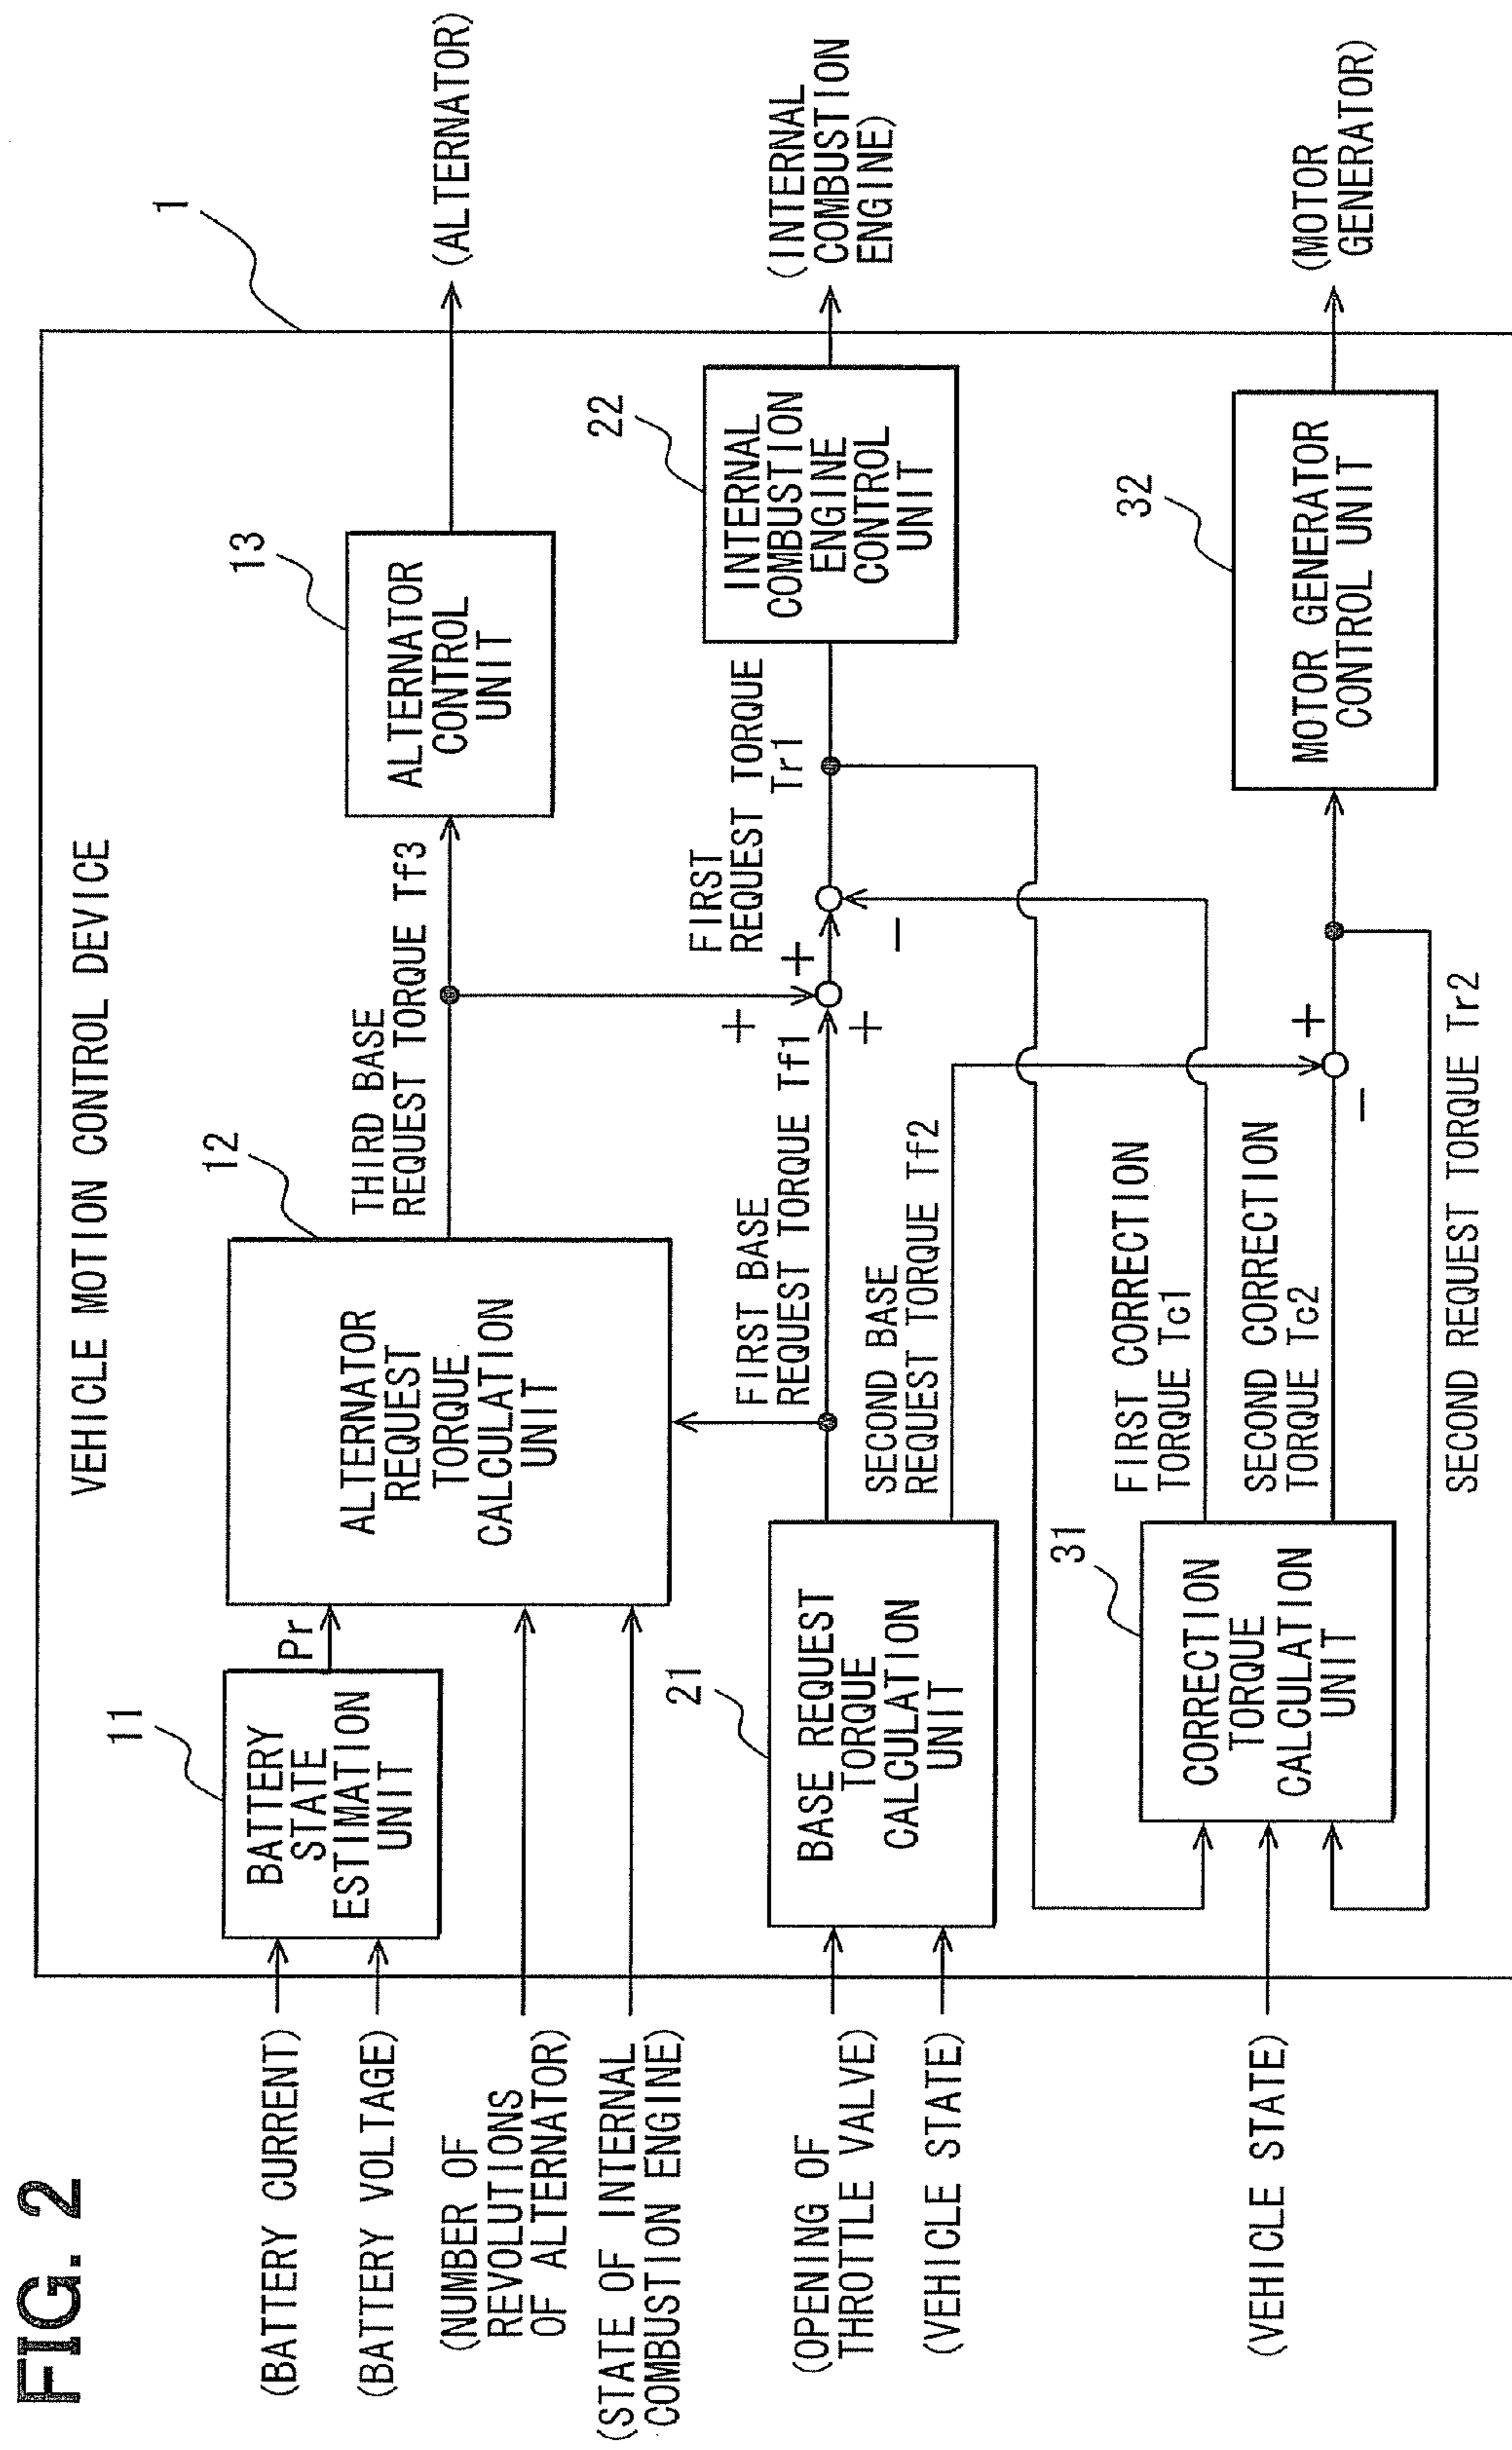 FIG. 2
VEHICLE MOTION CONTROL DEVICE
1
(BATTERY CURRENT)
(BATTERY VOLTAGE)
(NUMBER OF
REVOLUTIONS
OF ALTERNATOR)
(STATE OF INTERNAL
COMBUSTION ENGINE)
(OPENING OF
THROTTLE VALVE)
(VEHICLE STATE)
(VEHICLE STATE)
11
BATTERY
STATE
ESTIMATION
UNIT
Pr
12
ALTERNATOR
REQUEST
TORQUE
CALCULATION
UNIT
THIRD BASE
REQUEST TORQUE Tf3
13
ALTERNATOR
CONTROL
UNIT
(ALTERNATOR)
21
BASE REQUEST
TORQUE
CALCULATION
UNIT
FIRST BASE
REQUEST TORQUE Tf1
SECOND BASE
REQUEST TORQUE Tf2
+
+
+
−
FIRST
REQUEST TORQUE
Tr1
22
INTERNAL
COMBUSTION
ENGINE
CONTROL
UNIT
(INTERNAL
COMBUSTION
ENGINE)
31
CORRECTION
TORQUE
CALCULATION
UNIT
FIRST CORRECTION
TORQUE Tc1
SECOND CORRECTION
TORQUE Tc2
+
−
SECOND REQUEST TORQUE Tr2
32
MOTOR GENERATOR
CONTROL UNIT
(MOTOR
GENERATOR)